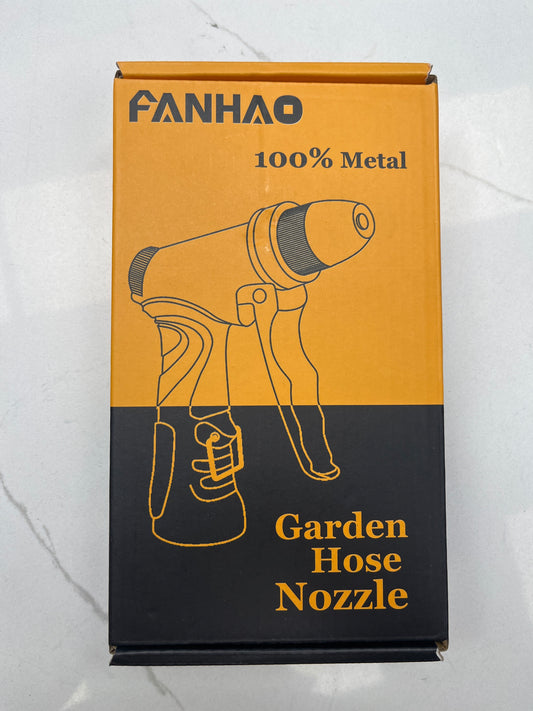 FANHAO
100% Metal
Garden
Hose
Nozzle